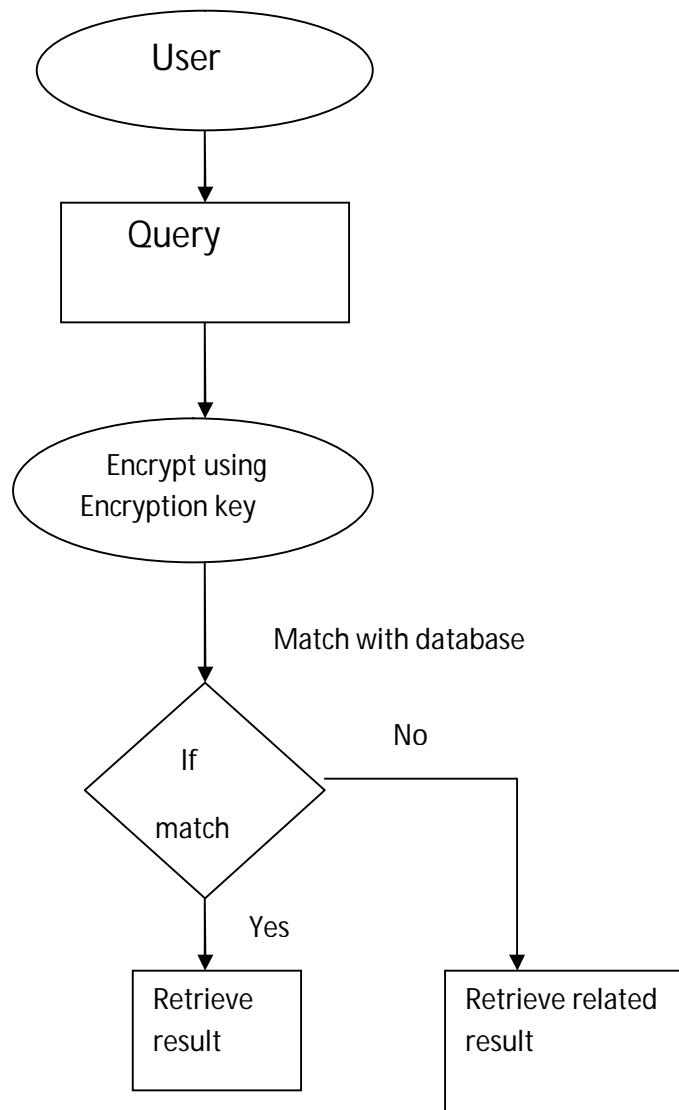 User
Query
Encrypt using
Encryption key
Match with database
No
If
match
Yes
Retrieve
result
Retrieve related
result